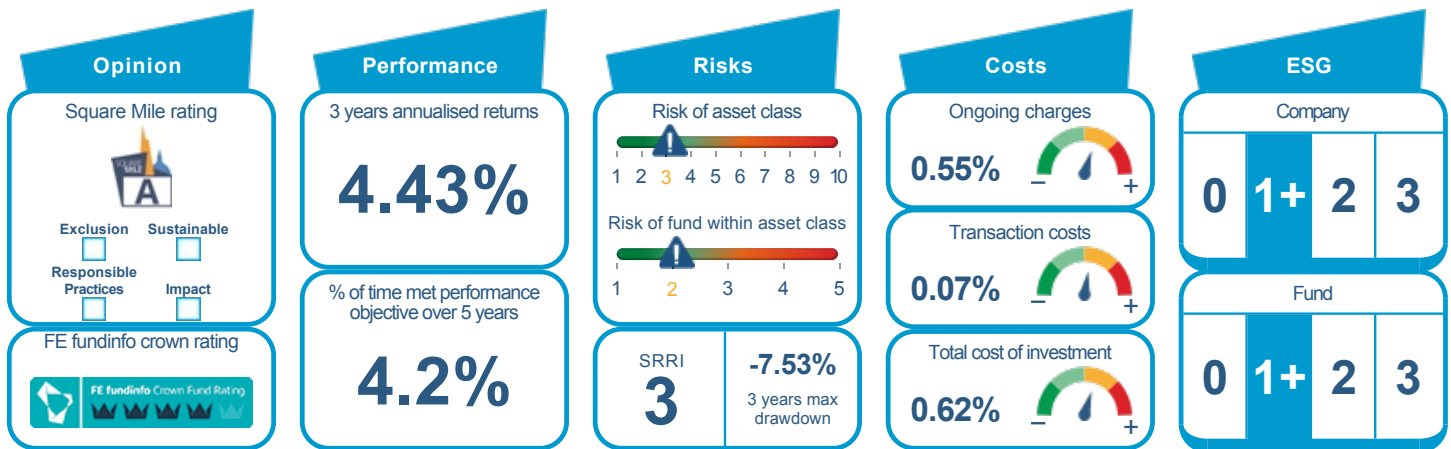 Opinion
Square Mile rating
SQUARE
MILE
A
Exclusion Sustainable
Responsible
Practices Impact
FE fundinfo crown rating
FE fundinfo Crown Fund Rating
Performance
3 years annualised returns
4.43%
% of time met performance
objective over 5 years
4.2%
Risks
Risk of asset class
!
1 2 3 4 5 6 7 8 9 10
Risk of fund within asset class
!
1 2 3 4 5
SRRI
3
-7.53%
3 years max
drawdown
Costs
Ongoing charges
0.55%
– +
Transaction costs
0.07%
– +
Total cost of investment
0.62%
– +
ESG
Company
0 1+ 2 3
Fund
0 1+ 2 3